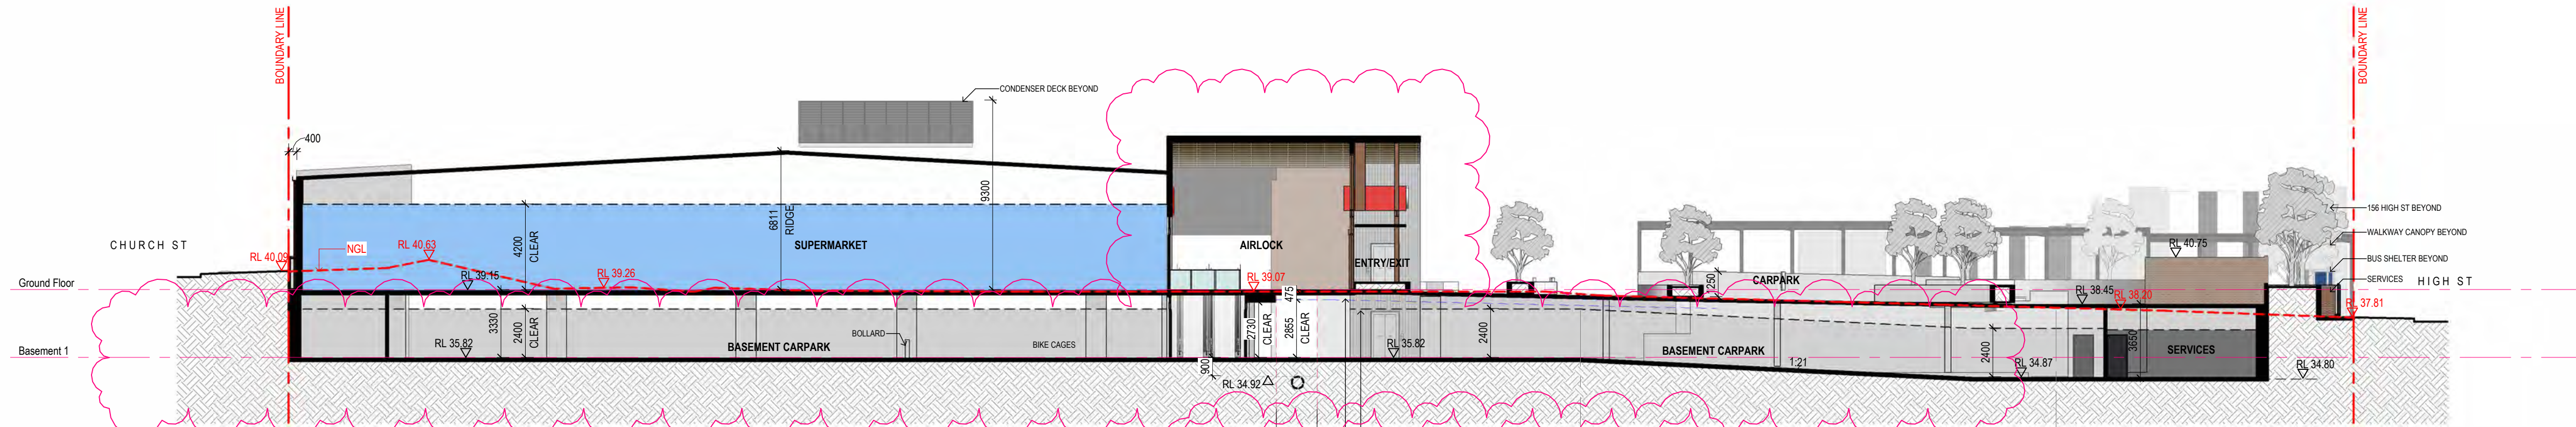 BOUNDARY LINE
BOUNDARY LINE
CONDENSER DECK BEYOND
400
9300
6811
RIDGE
4200
CLEAR
SUPERMARKET
AIRLOCK
ENTRY/EXIT
CARPARK
1250
RL 40.75
156 HIGH ST BEYOND
WALKWAY CANOPY BEYOND
BUS SHELTER BEYOND
SERVICES
CHURCH ST
HIGH ST
RL 40.09
NGL
RL 40.63
RL 39.15
RL 39.26
RL 39.07
475
RL 38.45
RL 38.20
RL 37.81
Ground Floor
3330
2400
CLEAR
BOLLARD
BIKE CAGES
2730
CLEAR
2855
CLEAR
2400
2400
3650
RL 35.82
BASEMENT CARPARK
RL 35.82
BASEMENT CARPARK
SERVICES
Basement 1
900
RL 34.92
1:21
RL 34.87
RL 34.80